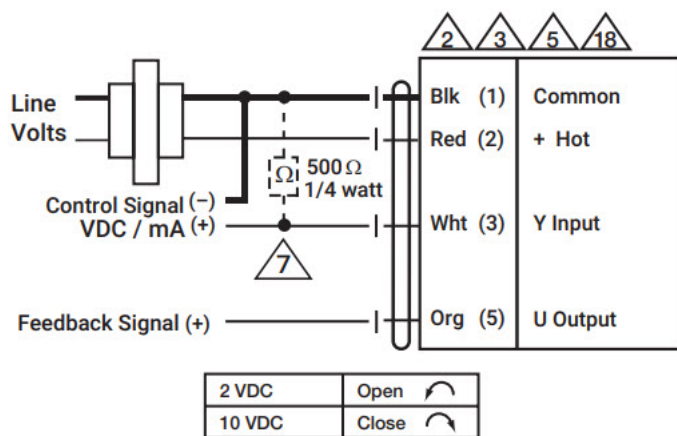 2 3 5 18
Line Volts
Blk (1) Common
Red (2) + Hot
Ω 500 Ω
1/4 watt
Control Signal (–)
VDC / mA (+)
Wht (3) Y Input
7
Feedback Signal (+)
Org (5) U Output
2 VDC Open
10 VDC Close